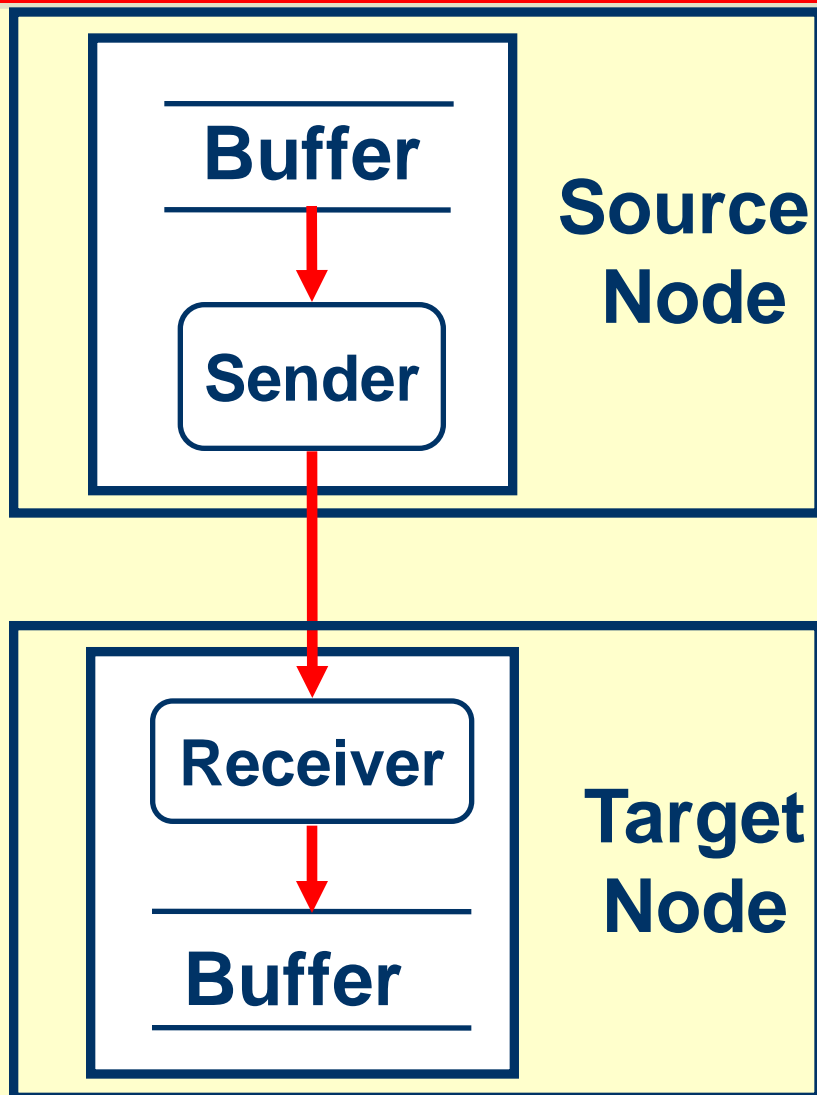 Buffer
Source
Node
Sender
Receiver
Target
Node
Buffer